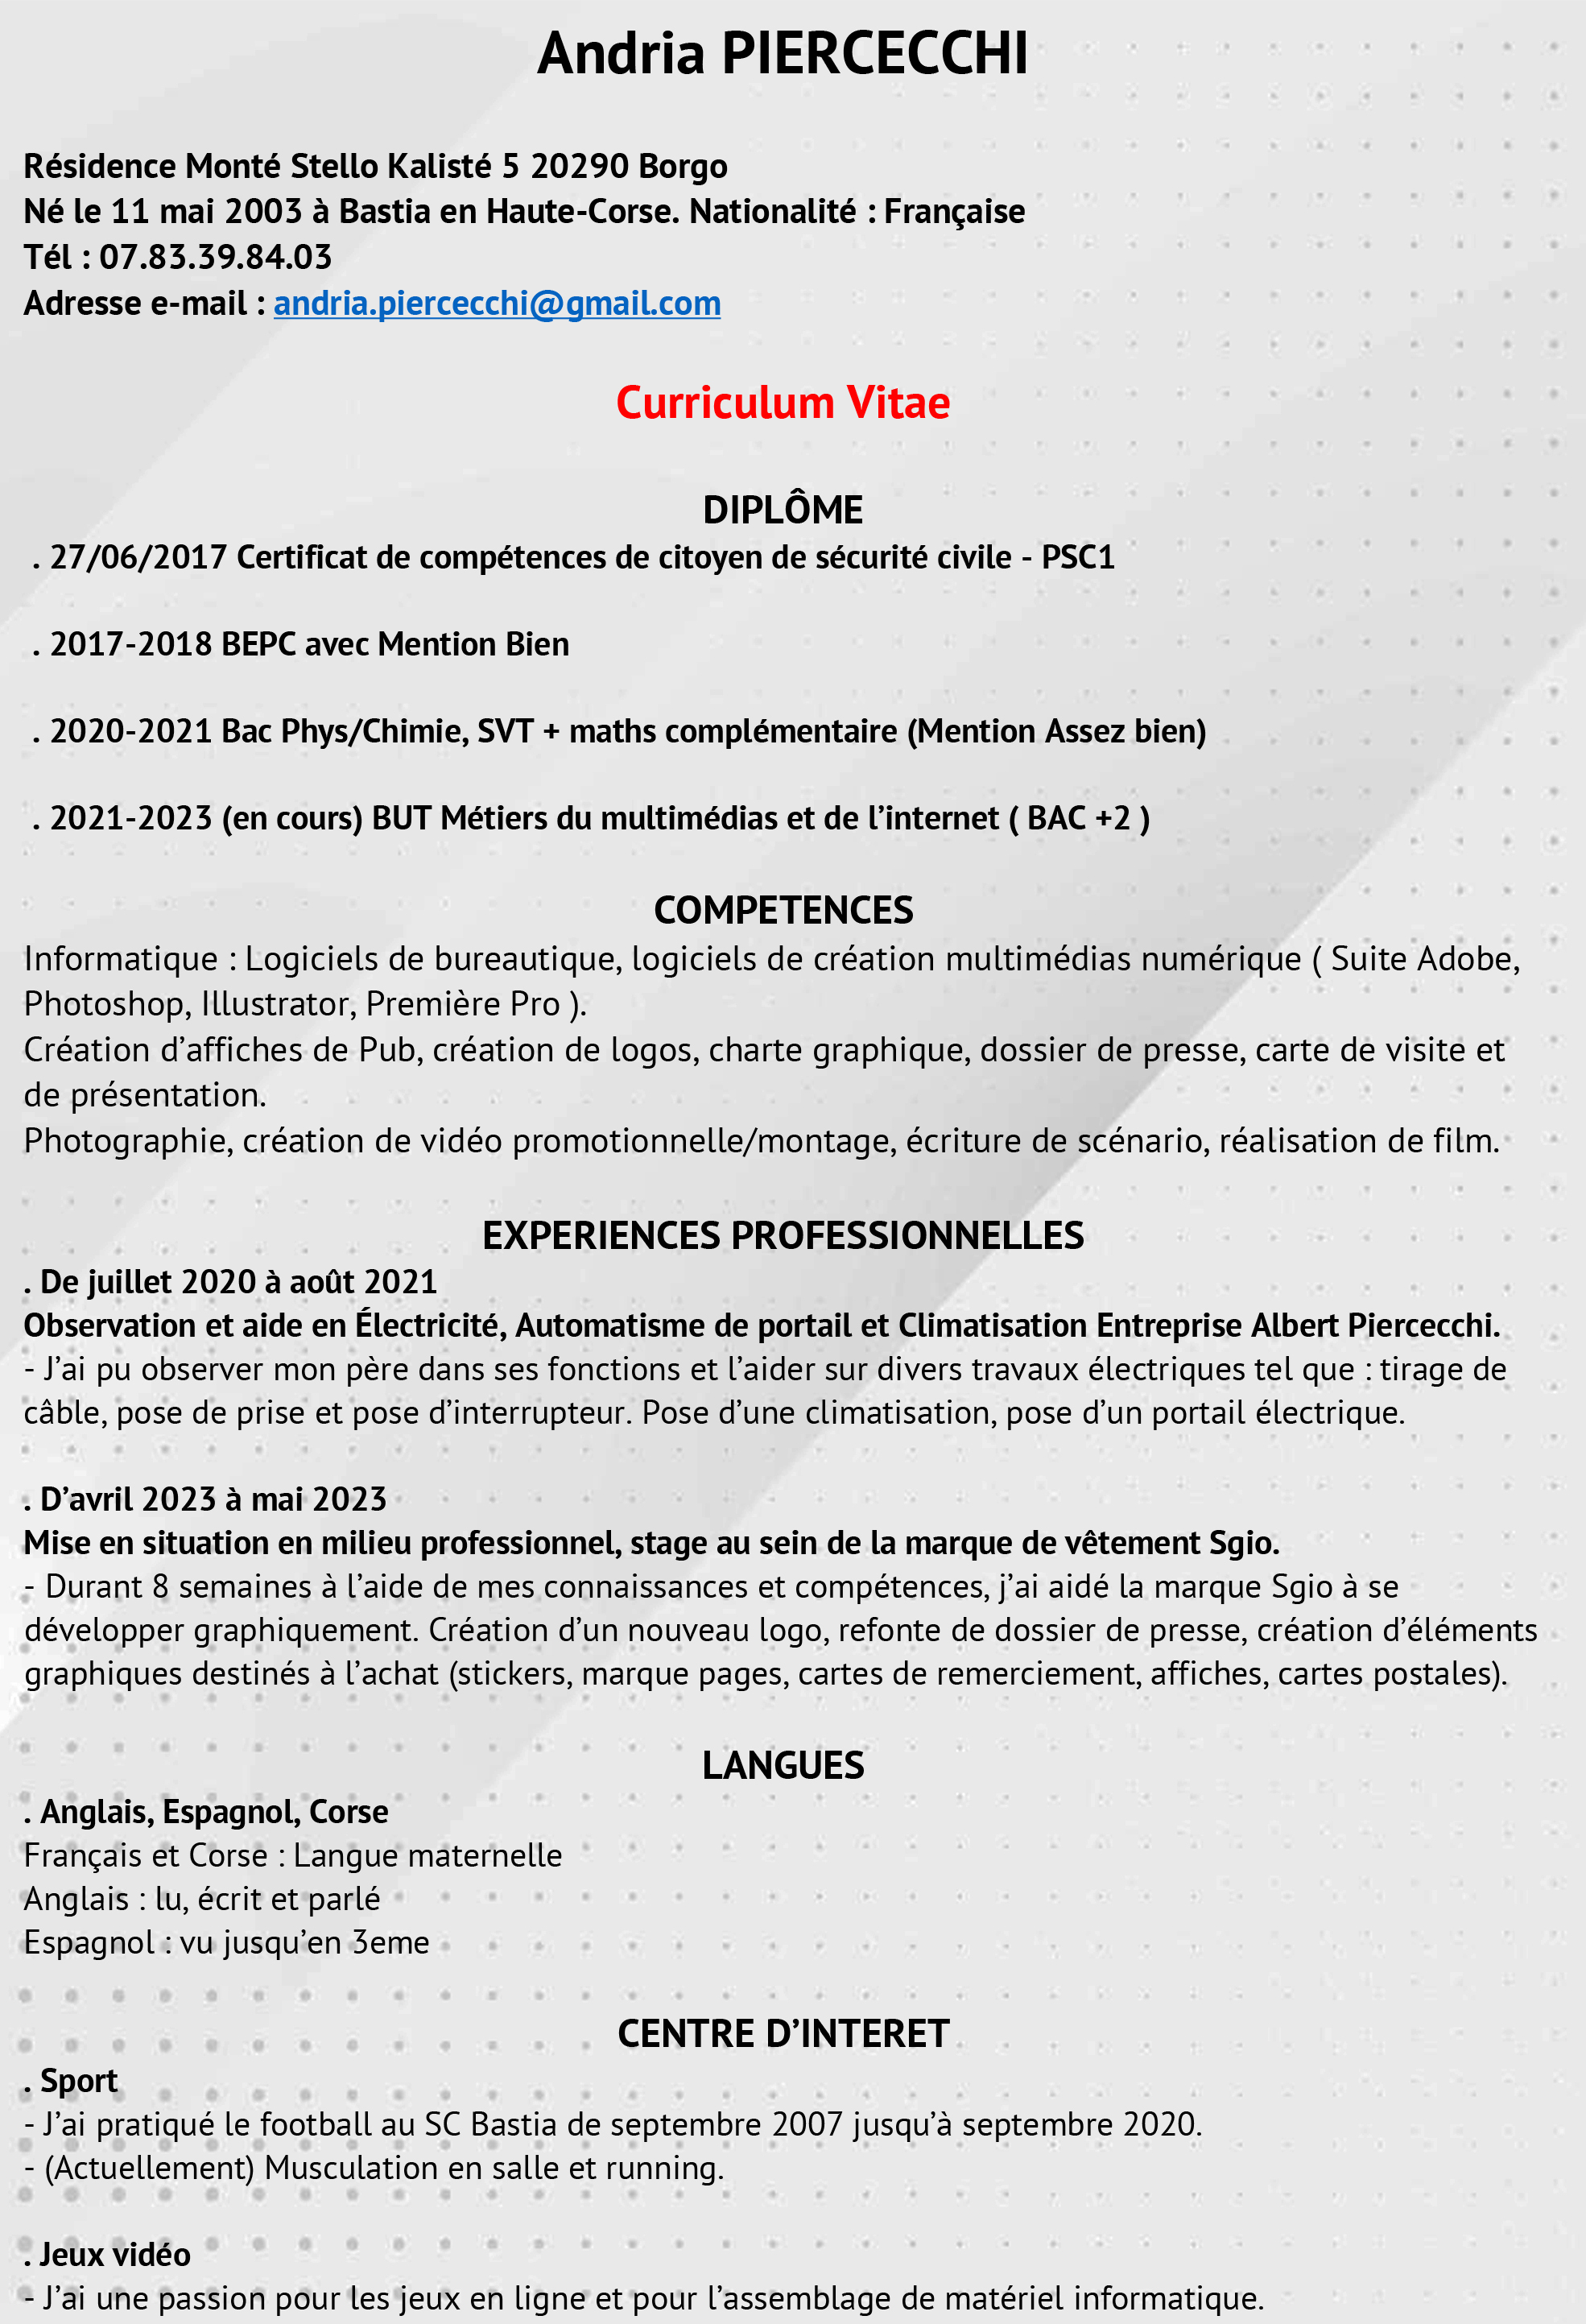 Andria PIERCECCHI
Résidence Monté Stello Kalisté 5 20290 Borgo
Né le 11 mai 2003 à Bastia en Haute-Corse. Nationalité : Française
Tél : 07.83.39.84.03
Adresse e-mail : andria.piercecchi@gmail.com
Curriculum Vitae
DIPLÔME
. 27/06/2017 Certificat de compétences de citoyen de sécurité civile - PSC1
. 2017-2018 BEPC avec Mention Bien
. 2020-2021 Bac Phys/Chimie, SVT + maths complémentaire (Mention Assez bien)
. 2021-2023 (en cours) BUT Métiers du multimédias et de l’internet ( BAC +2 )
COMPETENCES
Informatique : Logiciels de bureautique, logiciels de création multimédias numérique ( Suite Adobe,
Photoshop, Illustrator, Première Pro ).
Création d’affiches de Pub, création de logos, charte graphique, dossier de presse, carte de visite et
de présentation.
Photographie, création de vidéo promotionnelle/montage, écriture de scénario, réalisation de film.
EXPERIENCES PROFESSIONNELLES
. De juillet 2020 à août 2021
Observation et aide en Électricité, Automatisme de portail et Climatisation Entreprise Albert Piercecchi.
- J’ai pu observer mon père dans ses fonctions et l’aider sur divers travaux électriques tel que : tirage de
câble, pose de prise et pose d’interrupteur. Pose d’une climatisation, pose d’un portail électrique.
. D’avril 2023 à mai 2023
Mise en situation en milieu professionnel, stage au sein de la marque de vêtement Sgio.
- Durant 8 semaines à l’aide de mes connaissances et compétences, j’ai aidé la marque Sgio à se
développer graphiquement. Création d’un nouveau logo, refonte de dossier de presse, création d’éléments
graphiques destinés à l’achat (stickers, marque pages, cartes de remerciement, affiches, cartes postales).
LANGUES
. Anglais, Espagnol, Corse
Français et Corse : Langue maternelle
Anglais : lu, écrit et parlé
Espagnol : vu jusqu’en 3eme
CENTRE D’INTERET
. Sport
- J’ai pratiqué le football au SC Bastia de septembre 2007 jusqu’à septembre 2020.
- (Actuellement) Musculation en salle et running.
. Jeux vidéo
- J’ai une passion pour les jeux en ligne et pour l’assemblage de matériel informatique.